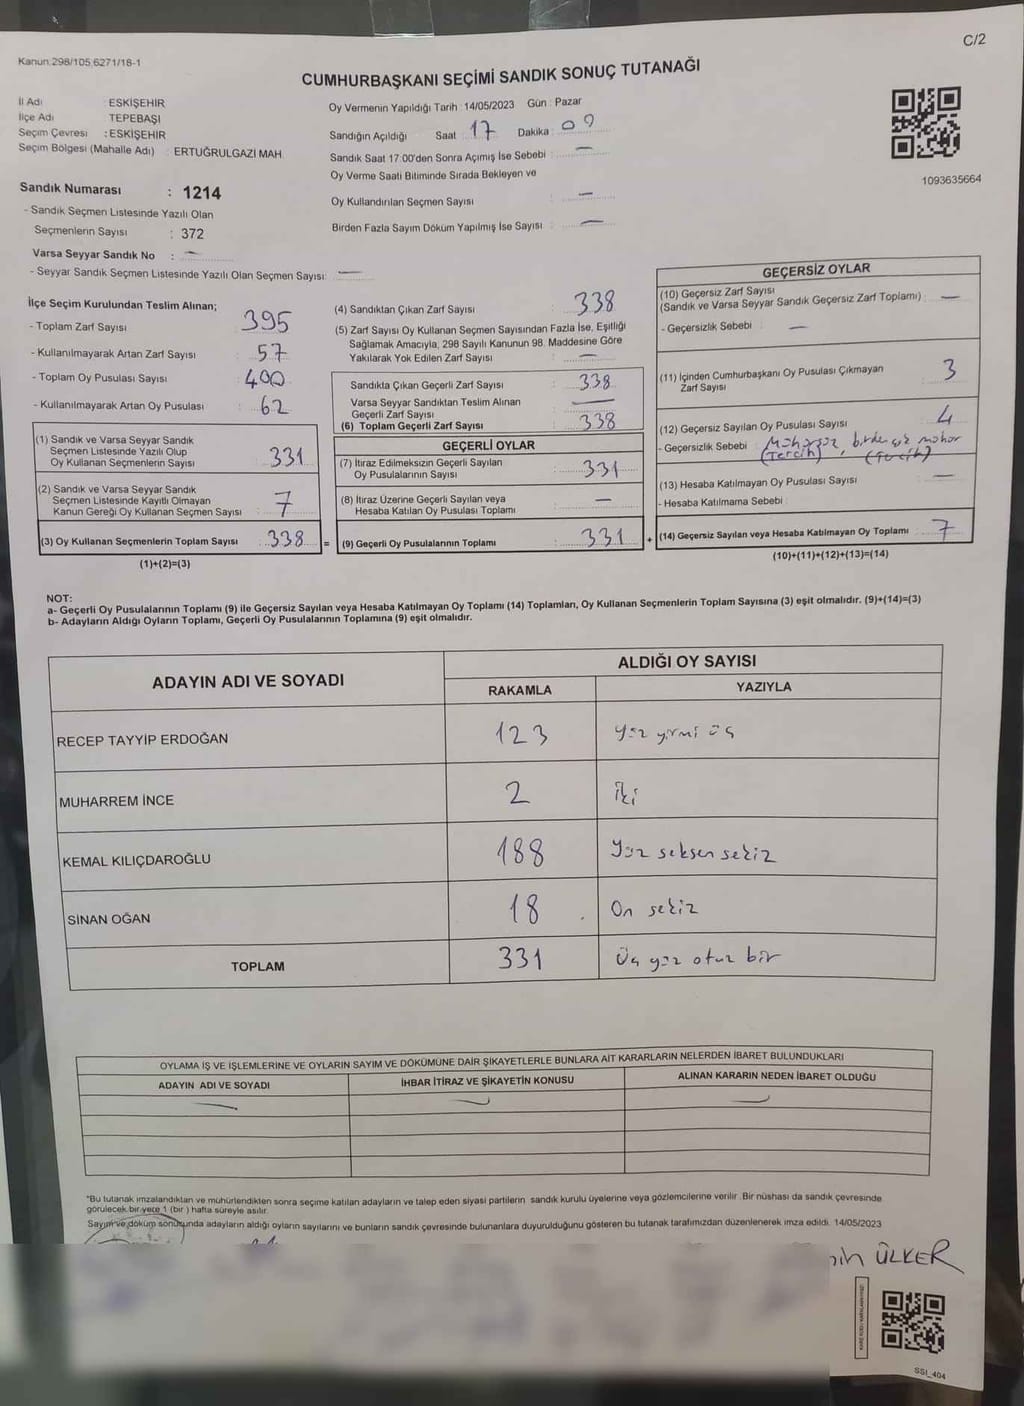 C/2
Kanun.298/105,6271/18-1
CUMHURBAŞKANI SEÇİMİ SANDIK SONUÇ TUTANAĞI
İl Adı : ESKİŞEHİR
İlçe Adı TEPEBAŞI
Seçim Çevresi : ESKİŞEHİR
Seçim Bölgesi (Mahalle Adı) : ERTUĞRULGAZİ MAH.
Oy Vermenin Yapıldığı Tarih : 14/05/2023 Gün : Pazar
Sandığın Açıldığı Saat 17 Dakika : 09
Sandık Saat 17:00'den Sonra Açımış İse Sebebi : —
Oy Verme Saati Bitiminde Sırada Bekleyen ve
Oy Kullandırılan Seçmen Sayısı : —
Birden Fazla Sayım Döküm Yapılmış İse Sayısı : —
1093635664
Sandık Numarası : 1214
- Sandık Seçmen Listesinde Yazılı Olan
Seçmenlerin Sayısı : 372
Varsa Seyyar Sandık No : —
- Seyyar Sandık Seçmen Listesinde Yazılı Olan Seçmen Sayısı: —
İlçe Seçim Kurulundan Teslim Alınan;
- Toplam Zarf Sayısı : 395
- Kullanılmayarak Artan Zarf Sayısı : 57
- Toplam Oy Pusulası Sayısı : 400
- Kullanılmayarak Artan Oy Pusulası : 62
(1) Sandık ve Varsa Seyyar Sandık
Seçmen Listesinde Yazılı Olup
Oy Kullanan Seçmenlerin Sayısı : 331
(2) Sandık ve Varsa Seyyar Sandık
Seçmen Listesinde Kayıtlı Olmayan
Kanun Gereği Oy Kullanan Seçmen Sayısı : 7
(3) Oy Kullanan Seçmenlerin Toplam Sayısı : 338
(1)+(2)=(3)
(4) Sandıktan Çıkan Zarf Sayısı : 338
(5) Zarf Sayısı Oy Kullanan Seçmen Sayısından Fazla İse, Eşitliği
Sağlamak Amacıyla, 298 Sayılı Kanunun 98. Maddesine Göre
Yakılarak Yok Edilen Zarf Sayısı : —
Sandıkla Çıkan Geçerli Zarf Sayısı : 338
Varsa Seyyar Sandıktan Teslim Alınan
Geçerli Zarf Sayısı : —
(6) Toplam Geçerli Zarf Sayısı : 338
GEÇERLİ OYLAR
(7) İtiraz Edilmeksizin Geçerli Sayılan
Oy Pusulalarının Sayısı : 331
(8) İtiraz Üzerine Geçerli Sayılan veya
Hesaba Katılan Oy Pusulası Toplamı : —
= (9) Geçerli Oy Pusulalarının Toplamı : 331
GEÇERSİZ OYLAR
(10) Geçersiz Zarf Sayısı
(Sandık ve Varsa Seyyar Sandık Geçersiz Zarf Toplamı) : —
- Geçersizlik Sebebi : —
(11) İçinden Cumhurbaşkanı Oy Pusulası Çıkmayan
Zarf Sayısı : 3
(12) Geçersiz Sayılan Oy Pusulası Sayısı : 4
- Geçersizlik Sebebi : Mühürsüz, birden çok mühür
(Tercih) (Tercih)
(13) Hesaba Katılmayan Oy Pusulası Sayısı : —
- Hesaba Katılmama Sebebi :
+ (14) Geçersiz Sayılan veya Hesaba Katılmayan Oy Toplamı : 7
(10)+(11)+(12)+(13)=(14)
NOT:
a- Geçerli Oy Pusulalarının Toplamı (9) ile Geçersiz Sayılan veya Hesaba Katılmayan Oy Toplamı (14) Toplamları, Oy Kullanan Seçmenlerin Toplam Sayısına (3) eşit olmalıdır. (9)+(14)=(3)
b- Adayların Aldığı Oyların Toplamı, Geçerli Oy Pusulalarının Toplamına (9) eşit olmalıdır.
ADAYIN ADI VE SOYADI
ALDIĞI OY SAYISI
RAKAMLA YAZIYLA
RECEP TAYYİP ERDOĞAN 123 Yüz yirmi üç
MUHARREM İNCE 2 İki
KEMAL KILIÇDAROĞLU 188 Yüz seksen sekiz
SİNAN OĞAN 18 On sekiz
TOPLAM 331 Üç yüz otuz bir
OYLAMA İŞ VE İŞLEMLERİNE VE OYLARIN SAYIM VE DÖKÜMÜNE DAİR ŞİKAYETLERLE BUNLARA AİT KARARLARIN NELERDEN İBARET BULUNDUKLARI
ADAYIN ADI VE SOYADI İHBAR İTİRAZ VE ŞİKAYETİN KONUSU ALINAN KARARIN NEDEN İBARET OLDUĞU
— — —
*Bu tutanak imzalandıktan ve mühürlendikten sonra seçime katılan adayların ve talep eden siyasi partilerin sandık kurulu üyelerine veya gözlemcilerine verilir. Bir nüshası da sandık çevresinde
görülecek bir yere 1 (bir ) hafta süreyle asılır.
Sayım ve döküm sonusunda adayların aldığı oyların sayılarını ve bunların sandık çevresinde bulunanlara duyurulduğunu gösteren bu tutanak tarafımızdan düzenlenerek imza edildi. 14/05/2023
ÜLKER
SSI_404